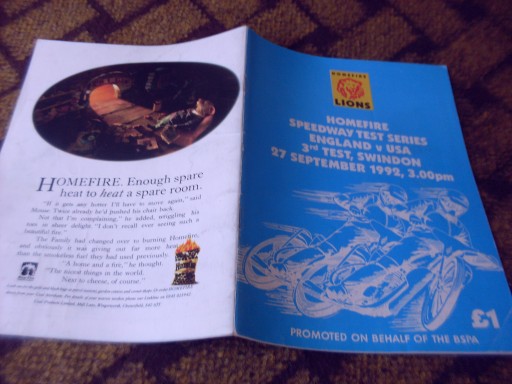 HOMEFIRE. Enough spare
heat to heat a spare room.
"If it gets any hotter I'll have to move again," said
Mouse. Twice already he'd pushed his chair back.
"Not that I'm complaining," he added, wiggling his
toes in sheer delight. "I don't recall ever seeing such a
beautiful fire."
The Family had changed over to burning Homefire,
and obviously it was giving out far more heat
than the smokeless fuel they had used previously.
"A home and a fire," he thought.
"The nicest things in the world.
Next to cheese, of course."
HOMEFIRE
LIONS
HOMEFIRE
SPEEDWAY TEST SERIES
ENGLAND v USA
3rd TEST, SWINDON
27 SEPTEMBER 1992, 3.00pm
£1
PROMOTED ON BEHALF OF THE BSPA